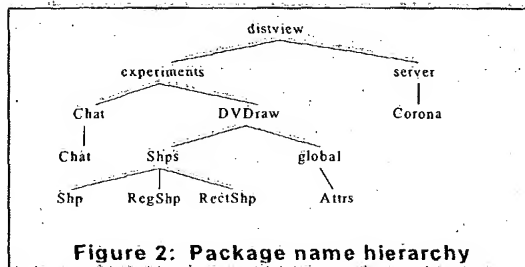 distview
experiments server
Chat DVDraw Corona
Chat Shps global
Shp RegShp RectShp Attrs
Figure 2: Package name hierarchy